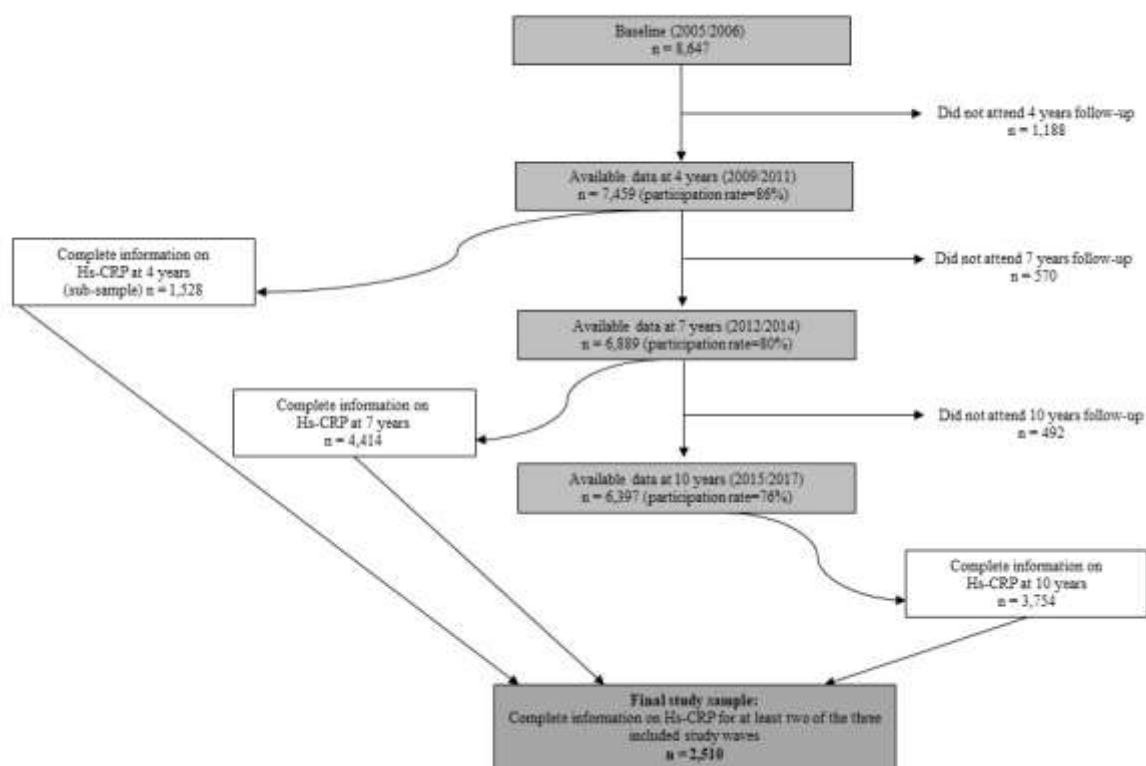 Baseline (2005/2006)
n = 8,647
Did not attend 4 years follow-up
n = 1,188
Available data at 4 years (2009/2011)
n = 7,459 (participation rate=86%)
Complete information on
Hs-CRP at 4 years
(sub-sample) n = 1,528
Did not attend 7 years follow-up
n = 570
Available data at 7 years (2012/2014)
n = 6,889 (participation rate=80%)
Complete information on
Hs-CRP at 7 years
n = 4,414
Did not attend 10 years follow-up
n = 492
Available data at 10 years (2015/2017)
n = 6,397 (participation rate=76%)
Complete information on
Hs-CRP at 10 years
n = 3,754
Final study sample:
Complete information on Hs-CRP for at least two of the three
included study waves
n = 2,510